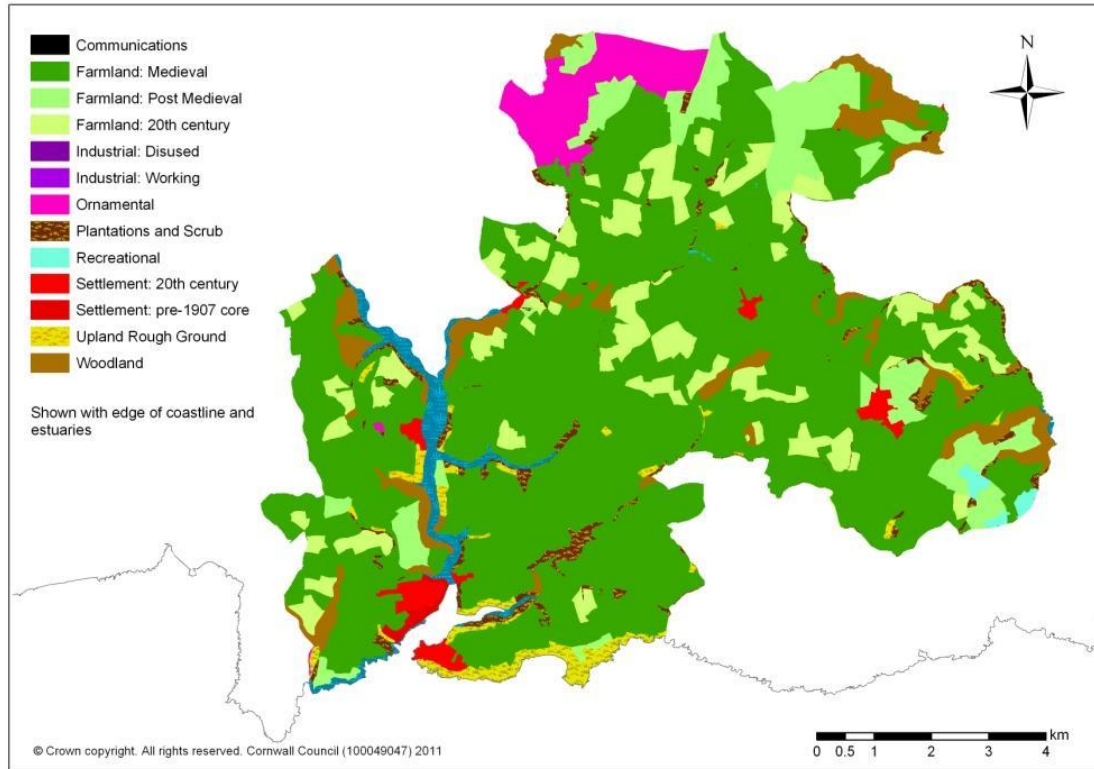 Communications
Farmland: Medieval
Farmland: Post Medieval
Farmland: 20th century
Industrial: Disused
Industrial: Working
Ornamental
Plantations and Scrub
Recreational
Settlement: 20th century
Settlement: pre-1907 core
Upland Rough Ground
Woodland
Shown with edge of coastline and
estuaries
N
© Crown copyright. All rights reserved. Cornwall Council (100049047) 2011
km
0 0.5 1 2 3 4